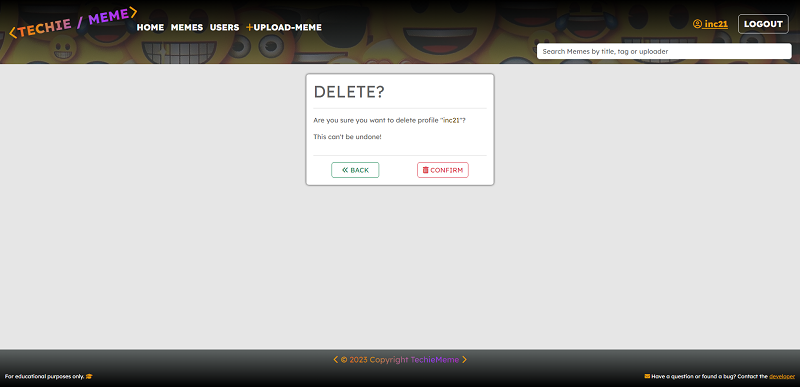 <TECHIE / MEME>
HOME MEMES USERS +UPLOAD-MEME
inc21
LOGOUT
Search Memes by title, tag or uploader
DELETE?
Are you sure you want to delete profile "inc21"?
This can't be undone!
BACK
CONFIRM
© 2023 Copyright TechieMeme
For educational purposes only.
Have a question or found a bug? Contact the developer